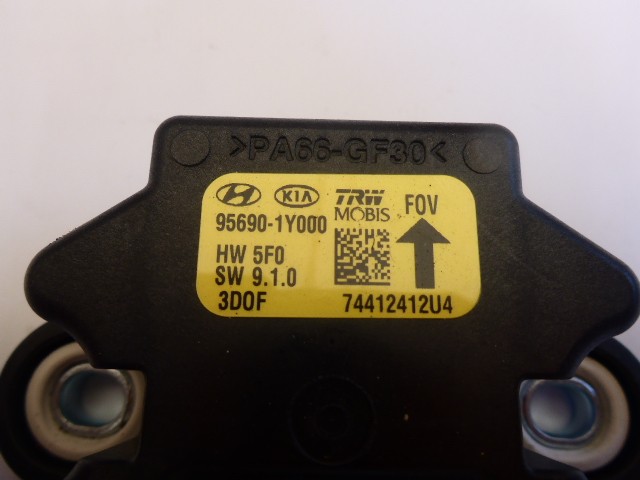 >PA66-GF30<
KIA TRW
MOBIS FOV
95690-1Y000
HW 5F0
SW 9.1.0
3DOF 74412412U4